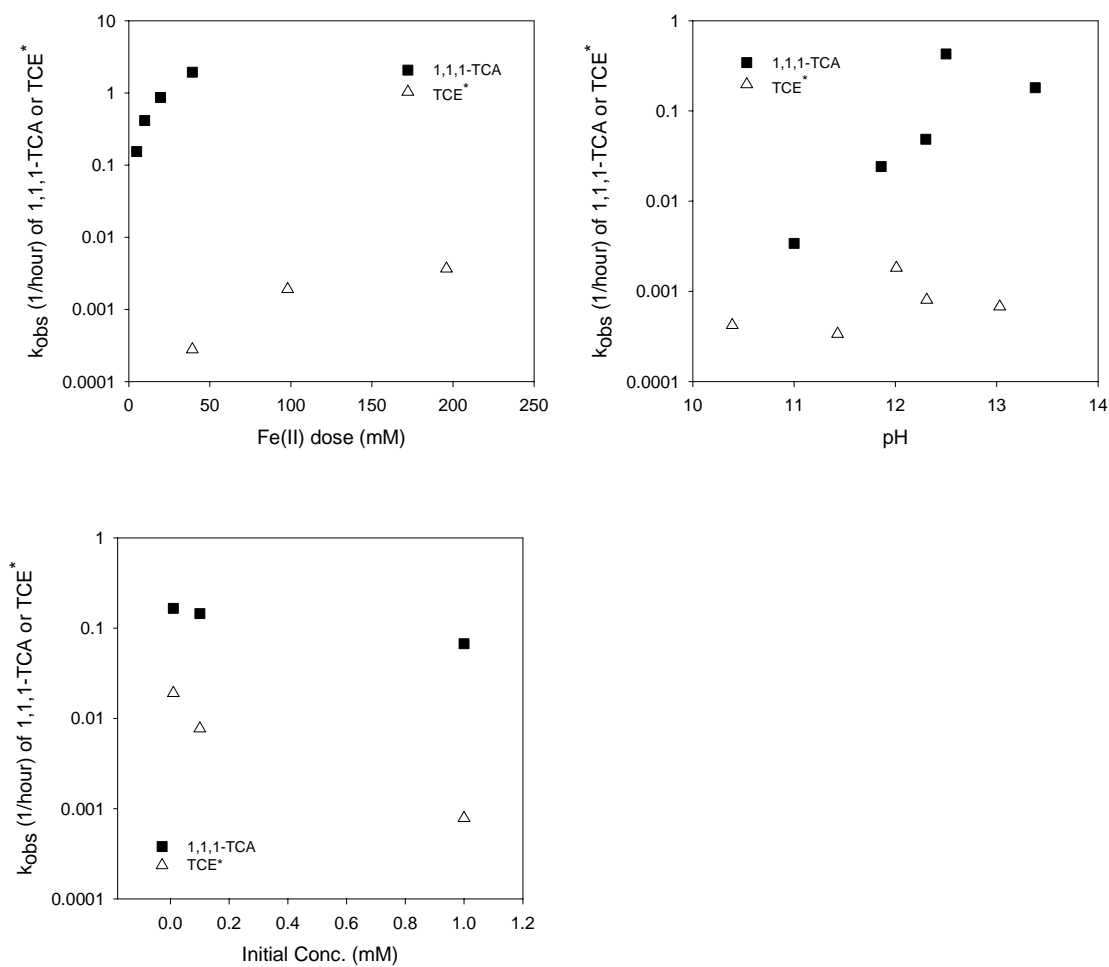 k_obs (1/hour) of 1,1,1-TCA or TCE*
10
1
0.1
0.01
0.001
0.0001
1,1,1-TCA
TCE*
0 50 100 150 200 250
Fe(II) dose (mM)
k_obs (1/hour) of 1,1,1-TCA or TCE*
1
0.1
0.01
0.001
0.0001
1,1,1-TCA
TCE*
10 11 12 13 14
pH
k_obs (1/hour) of 1,1,1-TCA or TCE*
1
0.1
0.01
0.001
0.0001
1,1,1-TCA
TCE*
0.0 0.2 0.4 0.6 0.8 1.0 1.2
Initial Conc. (mM)